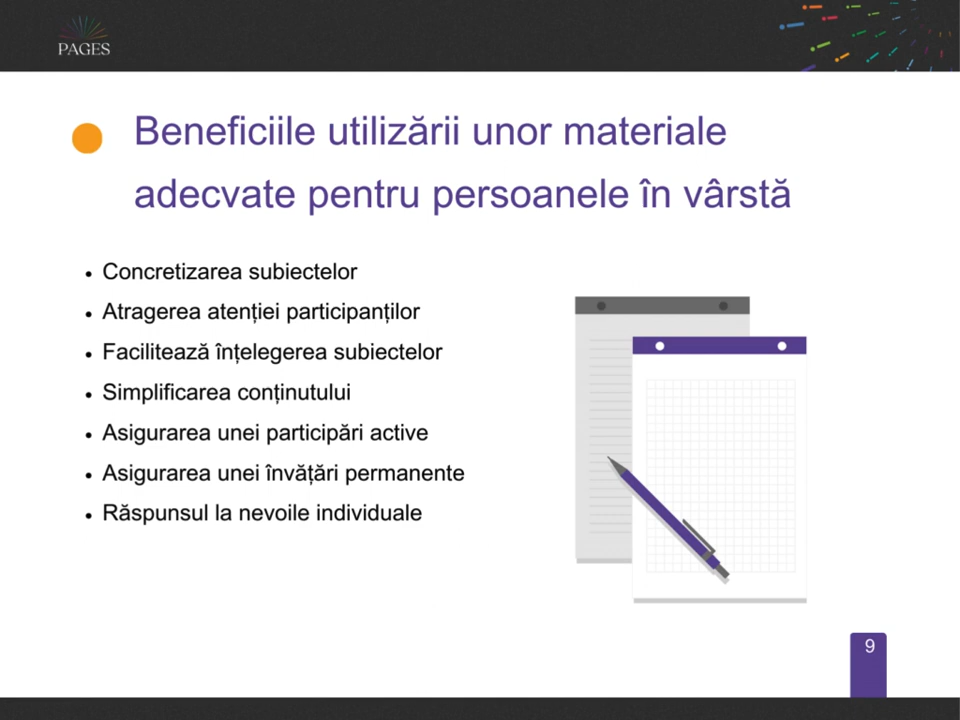 PAGES
Beneficiile utilizării unor materiale
adecvate pentru persoanele în vârstă
• Concretizarea subiectelor
• Atragerea atenției participanților
• Facilitează înțelegerea subiectelor
• Simplificarea conținutului
• Asigurarea unei participări active
• Asigurarea unei învățări permanente
• Răspunsul la nevoile individuale
9